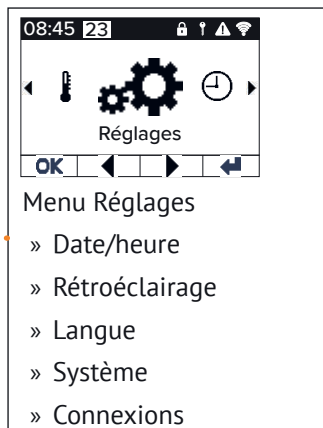 08:45 23
Réglages
OK
Menu Réglages
» Date/heure
» Rétroéclairage
» Langue
» Système
» Connexions